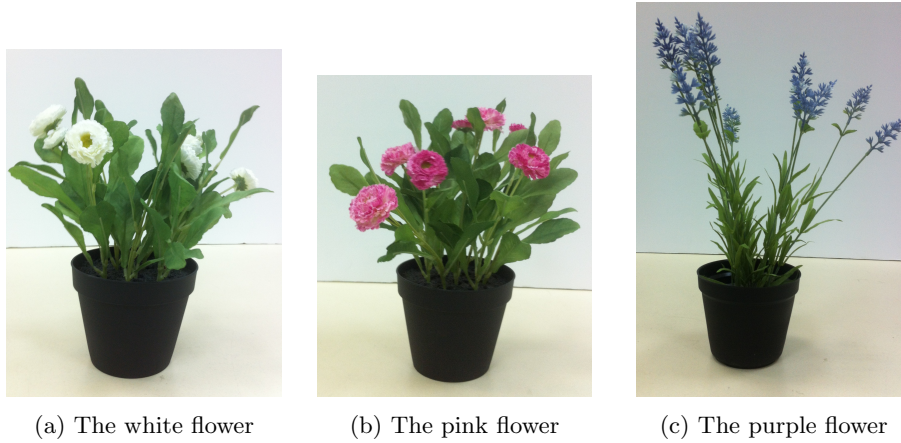 (a) The white flower
(b) The pink flower
(c) The purple flower